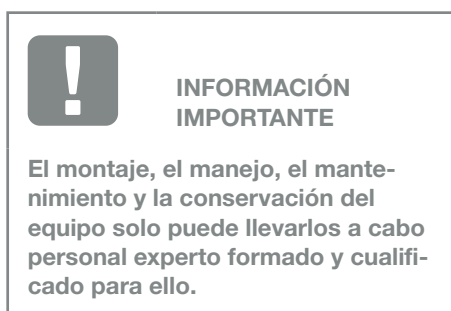 INFORMACIÓN
IMPORTANTE
El montaje, el manejo, el mante-
nimiento y la conservación del
equipo solo puede llevarlos a cabo
personal experto formado y cualifi-
cado para ello.